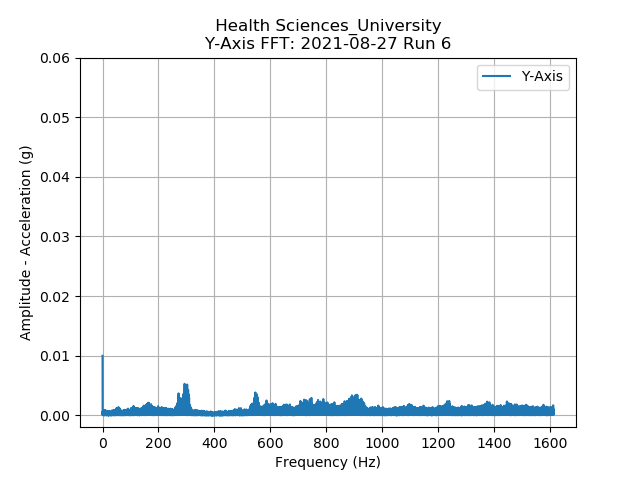 Health Sciences_University
Y-Axis FFT: 2021-08-27 Run 6
Y-Axis
0.06
0.05
0.04
0.03
0.02
0.01
0.00
Amplitude - Acceleration (g)
0 200 400 600 800 1000 1200 1400 1600
Frequency (Hz)